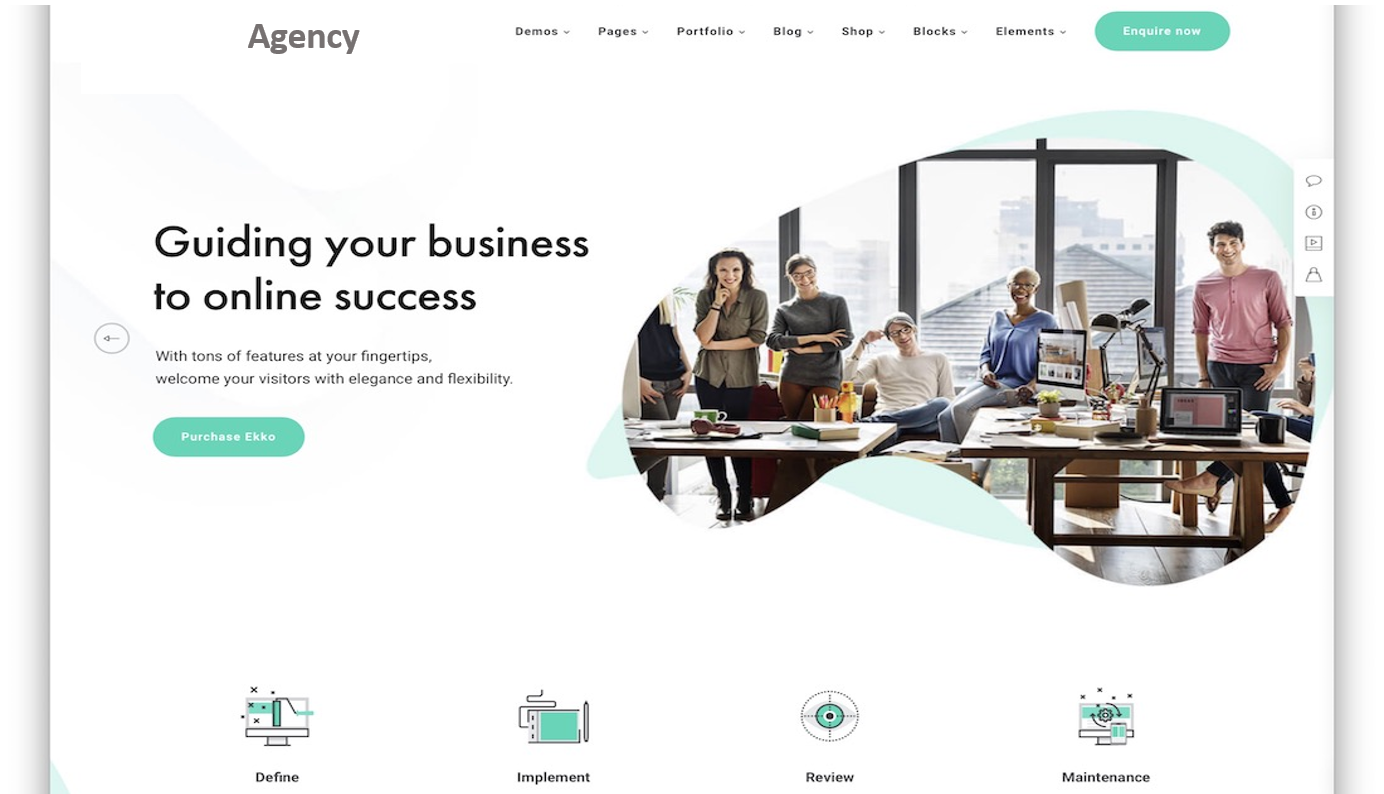 Agency
Demos
Pages
Portfolio
Blog
Shop
Blocks
Elements
Enquire now
Guiding your business
to online success
With tons of features at your fingertips,
welcome your visitors with elegance and flexibility.
Purchase Ekko
IDEAS
Define
Implement
Review
Maintenance